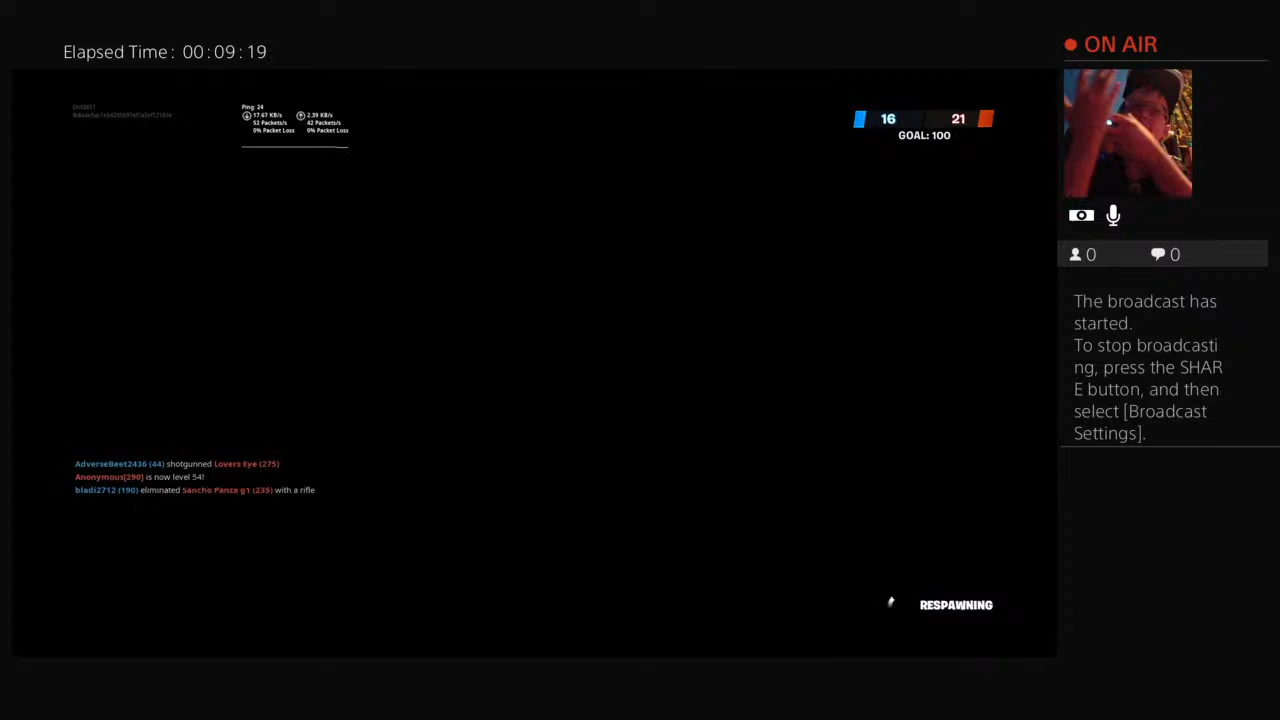 Elapsed Time: 00:09:19
ON AIR
Ping: 24
17.67 KB/s 2.39 KB/s
52 Packets/s 42 Packets/s
0% Packet Loss 0% Packet Loss
16 21
GOAL: 100
0 0
The broadcast has
started.
To stop broadcasti
ng, press the SHAR
E button, and then
select [Broadcast
Settings].
AdverseBeet2436 (44) shotgunned Lovers Eye (275)
Anonymous[290] is now level 54!
bladi2712 (190) eliminated Sancho Panza g1 (235) with a rifle
RESPAWNING